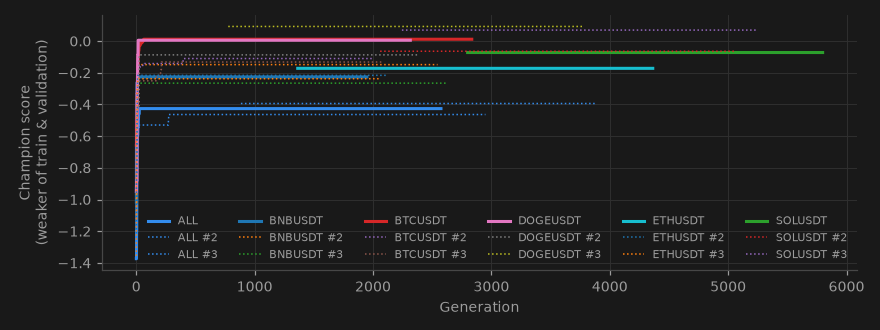 Champion score
(weaker of train & validation)
0.0
−0.2
−0.4
−0.6
−0.8
−1.0
−1.2
−1.4
ALL BNBUSDT BTCUSDT DOGEUSDT ETHUSDT SOLUSDT
ALL #2 BNBUSDT #2 BTCUSDT #2 DOGEUSDT #2 ETHUSDT #2 SOLUSDT #2
ALL #3 BNBUSDT #3 BTCUSDT #3 DOGEUSDT #3 ETHUSDT #3 SOLUSDT #3
0 1000 2000 3000 4000 5000 6000
Generation